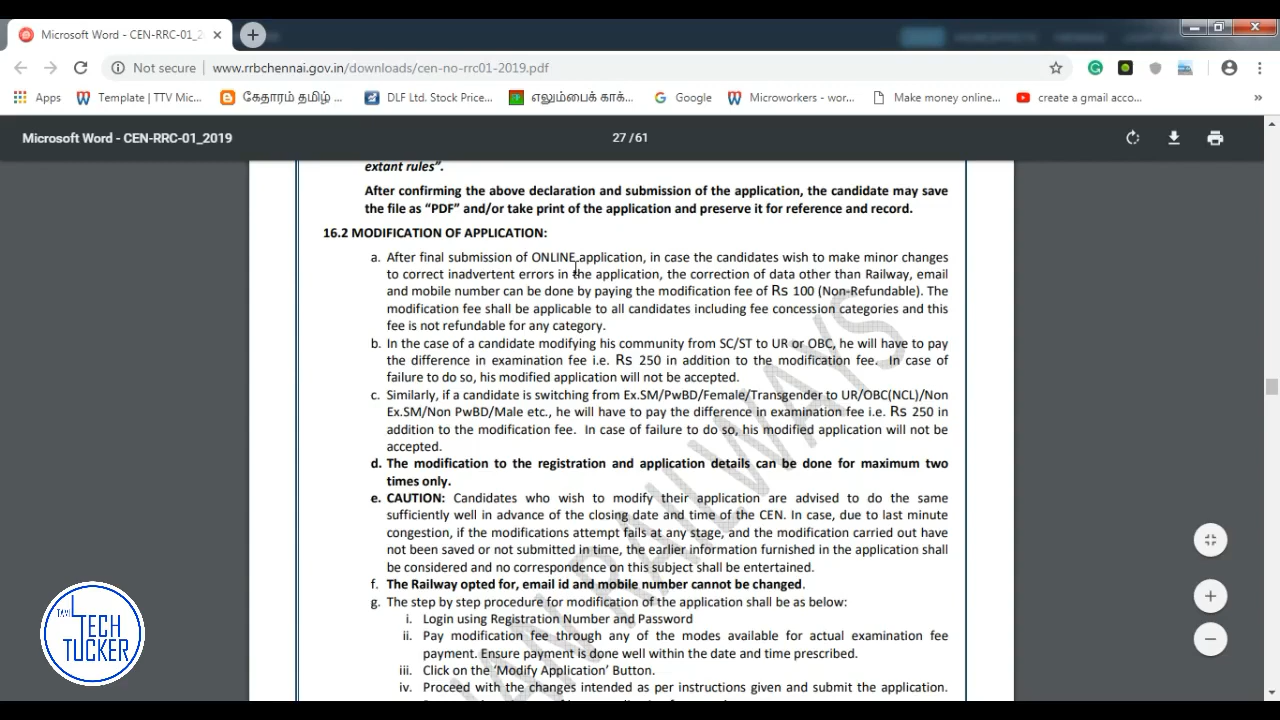 Microsoft Word - CEN-RRC-01_2
Not secure
www.rrbchennai.gov.in/downloads/cen-no-rrc01-2019.pdf
Apps
Template | TTV Mic...
கேதாரம் தமிழ் ...
DLF Ltd. Stock Price...
எலும்பைக் காக்...
Google
Microworkers - wor...
Make money online...
create a gmail acco...
»
Microsoft Word - CEN-RRC-01_2019
27 / 61
extant rules”.
After confirming the above declaration and submission of the application, the candidate may save
the file as “PDF” and/or take print of the application and preserve it for reference and record.
16.2 MODIFICATION OF APPLICATION:
a. After final submission of ONLINE application, in case the candidates wish to make minor changes
to correct inadvertent errors in the application, the correction of data other than Railway, email
and mobile number can be done by paying the modification fee of Rs 100 (Non-Refundable). The
modification fee shall be applicable to all candidates including fee concession categories and this
fee is not refundable for any category.
b. In the case of a candidate modifying his community from SC/ST to UR or OBC, he will have to pay
the difference in examination fee i.e. Rs 250 in addition to the modification fee. In case of
failure to do so, his modified application will not be accepted.
c. Similarly, if a candidate is switching from Ex.SM/PwBD/Female/Transgender to UR/OBC(NCL)/Non
Ex.SM/Non PwBD/Male etc., he will have to pay the difference in examination fee i.e. Rs 250 in
addition to the modification fee. In case of failure to do so, his modified application will not be
accepted.
d. The modification to the registration and application details can be done for maximum two
times only.
e. CAUTION: Candidates who wish to modify their application are advised to do the same
sufficiently well in advance of the closing date and time of the CEN. In case, due to last minute
congestion, if the modifications attempt fails at any stage, and the modification carried out have
not been saved or not submitted in time, the earlier information furnished in the application shall
be considered and no correspondence on this subject shall be entertained.
f. The Railway opted for, email id and mobile number cannot be changed.
g. The step by step procedure for modification of the application shall be as below:
i. Login using Registration Number and Password
ii. Pay modification fee through any of the modes available for actual examination fee
payment. Ensure payment is done well within the date and time prescribed.
iii. Click on the ‘Modify Application’ Button.
iv. Proceed with the changes intended as per instructions given and submit the application.
AN RAILWAYS
TAMIL
TECH
TUCKER